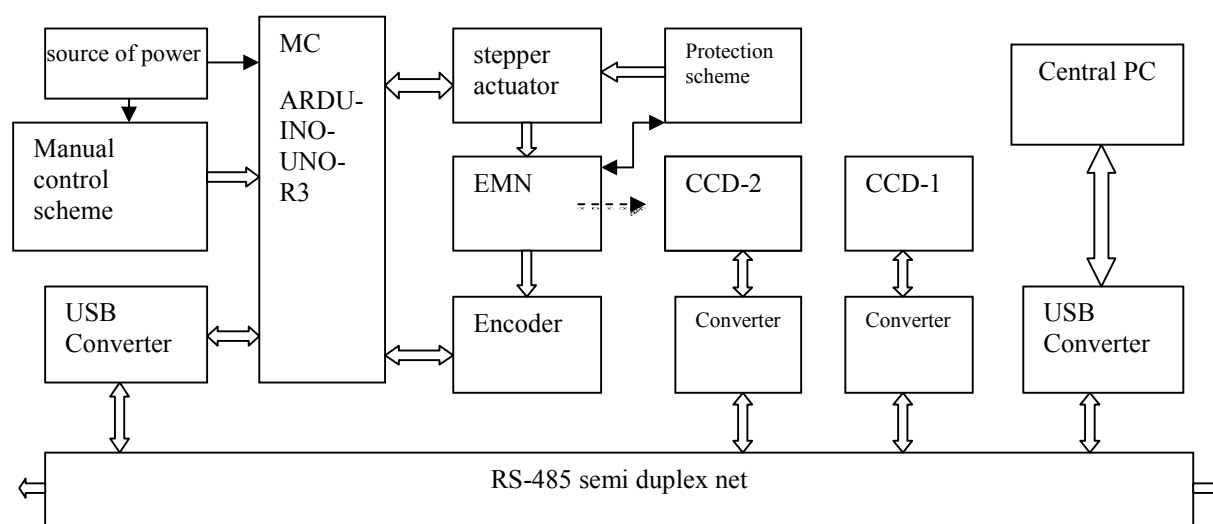 source of power
MC
ARDU-
INO-
UNO-
R3
stepper
actuator
Protection
scheme
Central PC
Manual
control
scheme
EMN
CCD-2
CCD-1
USB
Converter
Encoder
Converter
Converter
USB
Converter
RS-485 semi duplex net